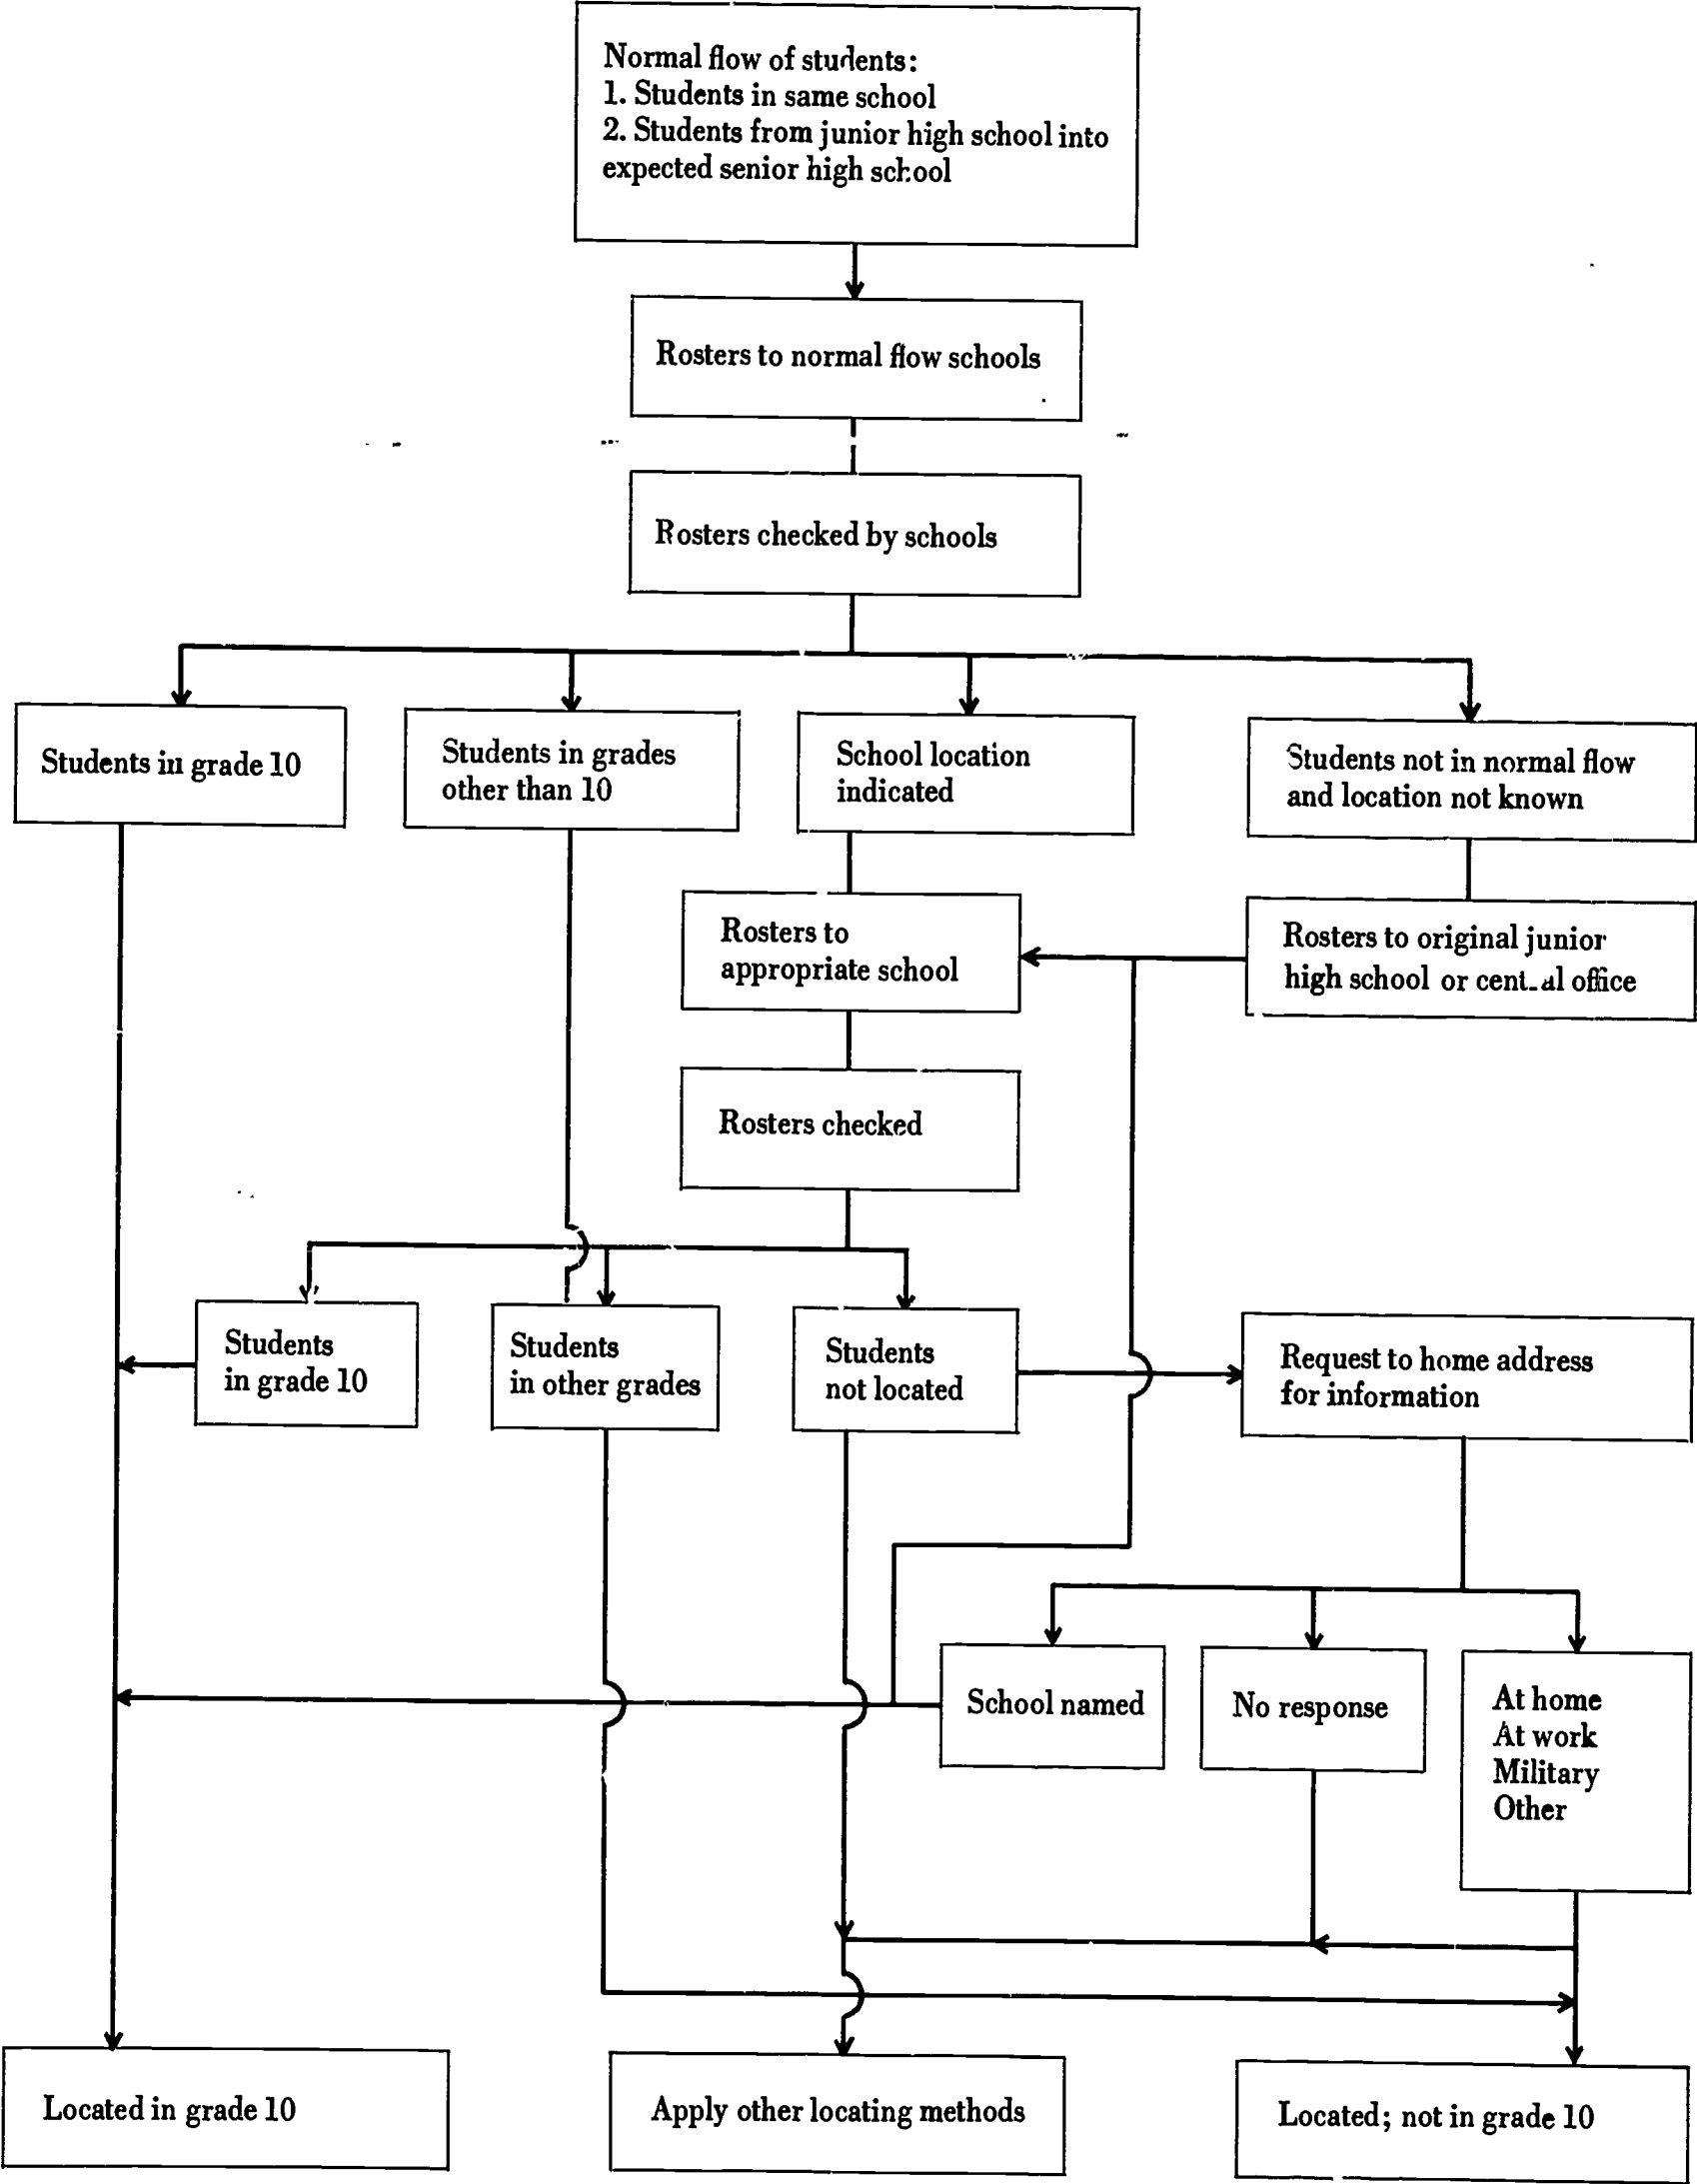 Normal flow of students:
1. Students in same school
2. Students from junior high school into
expected senior high school
Rosters to normal flow schools
Rosters checked by schools
Students in grade 10
Students in grades
other than 10
School location
indicated
Students not in normal flow
and location not known
Rosters to
appropriate school
Rosters to original junior
high school or central office
Rosters checked
Students
in grade 10
Students
in other grades
Students
not located
Request to home address
for information
School named
No response
At home
At work
Military
Other
Located in grade 10
Apply other locating methods
Located; not in grade 10